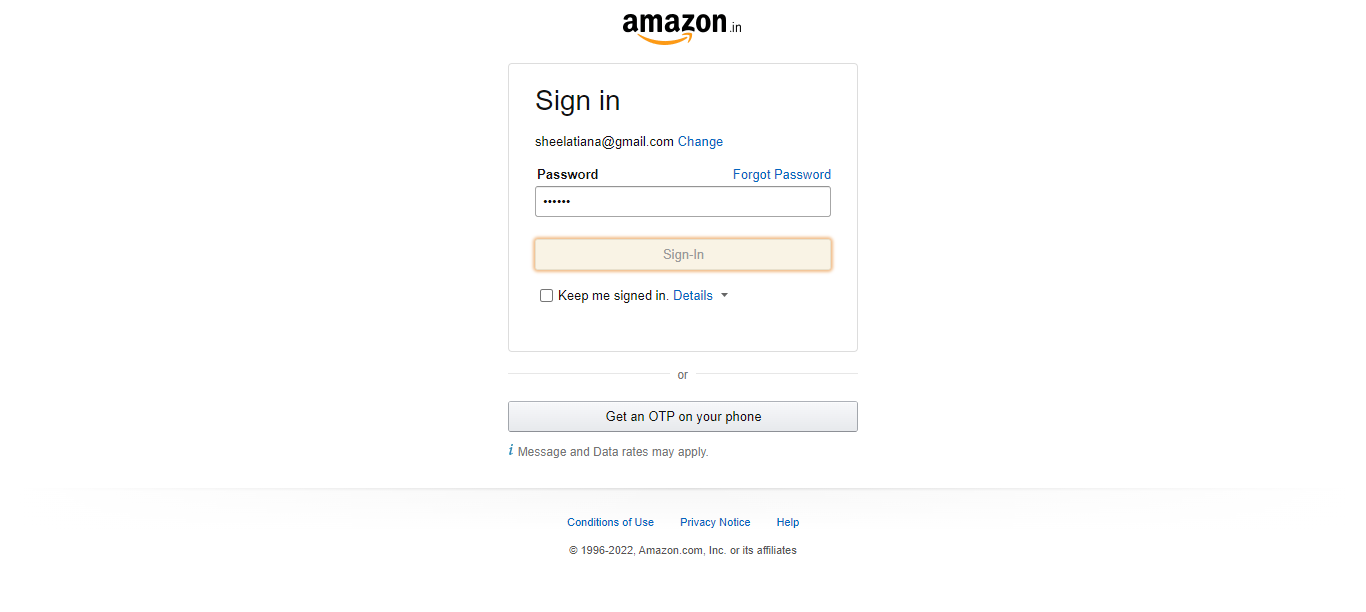 amazon.in
Sign in
sheelatiana@gmail.com Change
Password Forgot Password
••••••
Sign-In
Keep me signed in. Details
or
Get an OTP on your phone
i Message and Data rates may apply.
Conditions of Use Privacy Notice Help
© 1996-2022, Amazon.com, Inc. or its affiliates